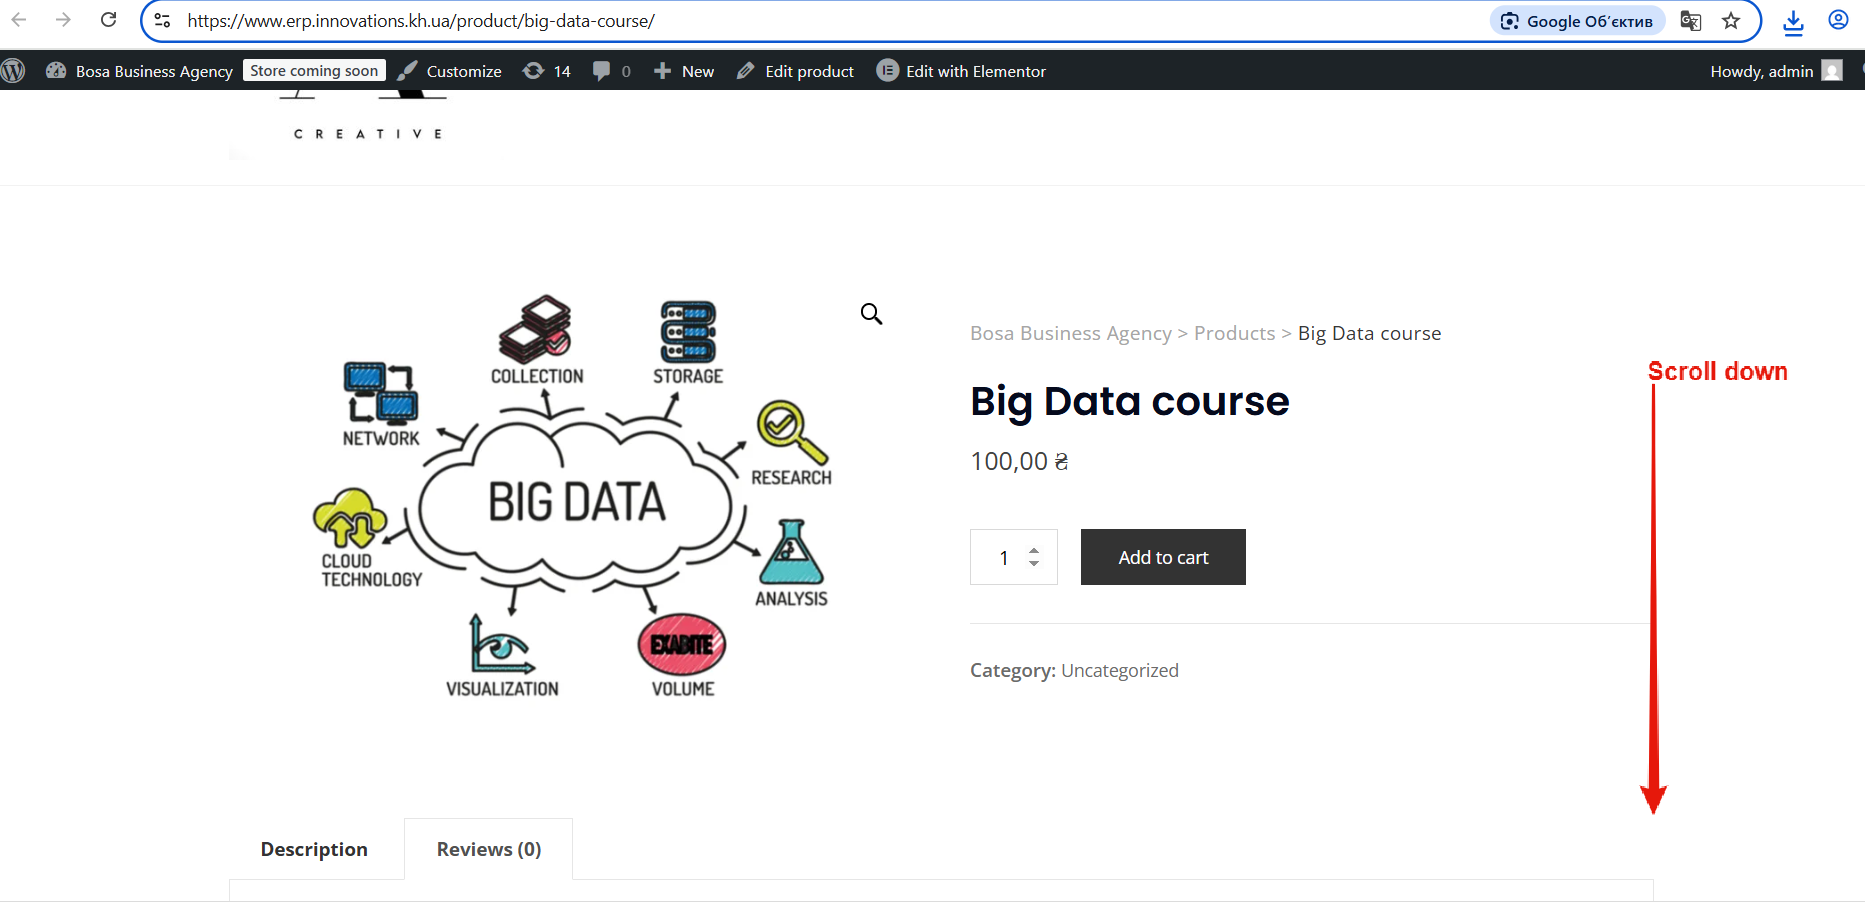 https://www.erp.innovations.kh.ua/product/big-data-course/
Google Об'єктив
Bosa Business Agency
Store coming soon
Customize
14
0
New
Edit product
Edit with Elementor
Howdy, admin
CREATIVE
COLLECTION
STORAGE
NETWORK
RESEARCH
BIG DATA
CLOUD
TECHNOLOGY
ANALYSIS
EXABITE
VISUALIZATION
VOLUME
Bosa Business Agency > Products > Big Data course
Scroll down
Big Data course
100,00 ₴
1
Add to cart
Category: Uncategorized
Description
Reviews (0)